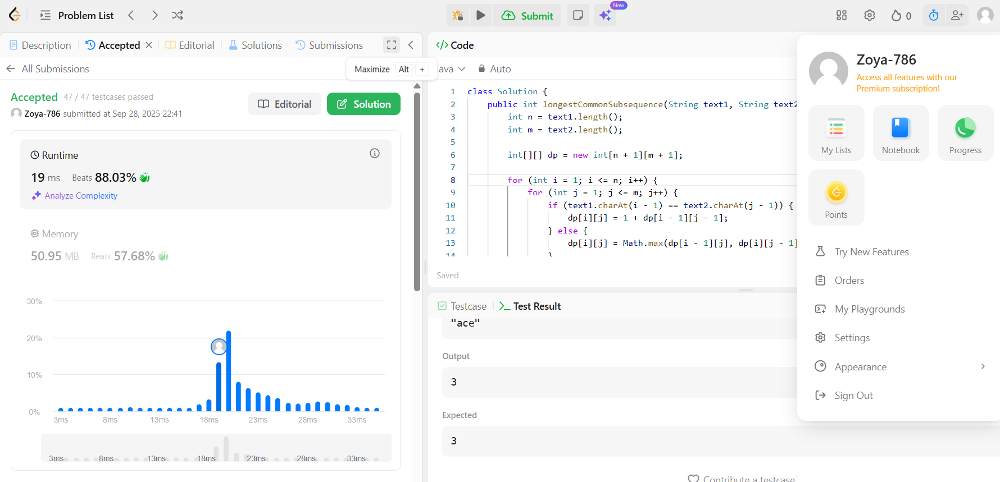 Problem List
Submit
New
0
Description
Accepted
Editorial
Solutions
Submissions
Maximize Alt +
All Submissions
Accepted 47 / 47 testcases passed
Zoya-786 submitted at Sep 28, 2025 22:41
Editorial
Solution
Runtime
19 ms Beats 88.03%
Analyze Complexity
Memory
50.95 MB Beats 57.68%
30%
20%
10%
0%
3ms 8ms 13ms 18ms 23ms 28ms 33ms
3ms 8ms 13ms 18ms 23ms 28ms 33ms
</> Code
ava Auto
1 class Solution {
2 public int longestCommonSubsequence(String text1, String text2
3 int n = text1.length();
4 int m = text2.length();
5
6 int[][] dp = new int[n + 1][m + 1];
7
8 for (int i = 1; i <= n; i++) {
9 for (int j = 1; j <= m; j++) {
10 if (text1.charAt(i - 1) == text2.charAt(j - 1)) {
11 dp[i][j] = 1 + dp[i - 1][j - 1];
12 } else {
13 dp[i][j] = Math.max(dp[i - 1][j], dp[i][j - 1]
14 }
Saved
Testcase
>_ Test Result
"ace"
Output
3
Expected
3
Contribute a testcase
Zoya-786
Access all features with our
Premium subscription!
My Lists
Notebook
Progress
Points
Try New Features
Orders
My Playgrounds
Settings
Appearance
Sign Out